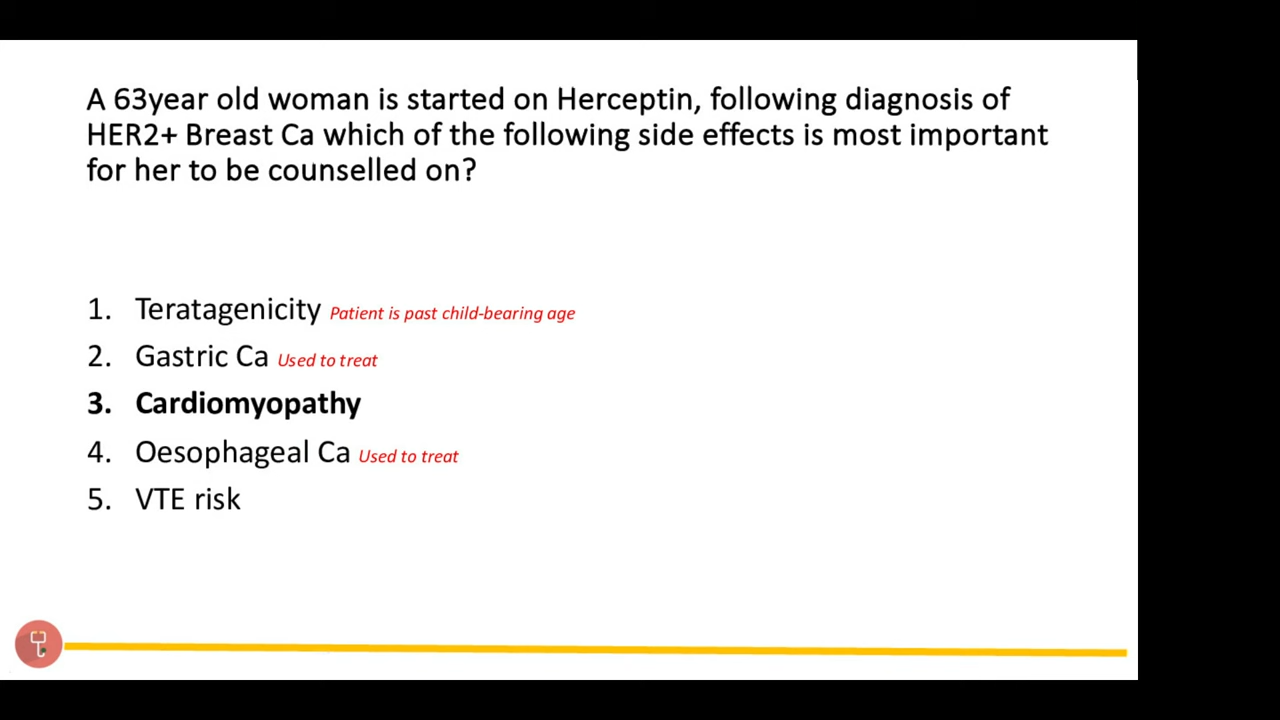 A 63year old woman is started on Herceptin, following diagnosis of
HER2+ Breast Ca which of the following side effects is most important
for her to be counselled on?
1. Teratagenicity Patient is past child-bearing age
2. Gastric Ca Used to treat
3. Cardiomyopathy
4. Oesophageal Ca Used to treat
5. VTE risk